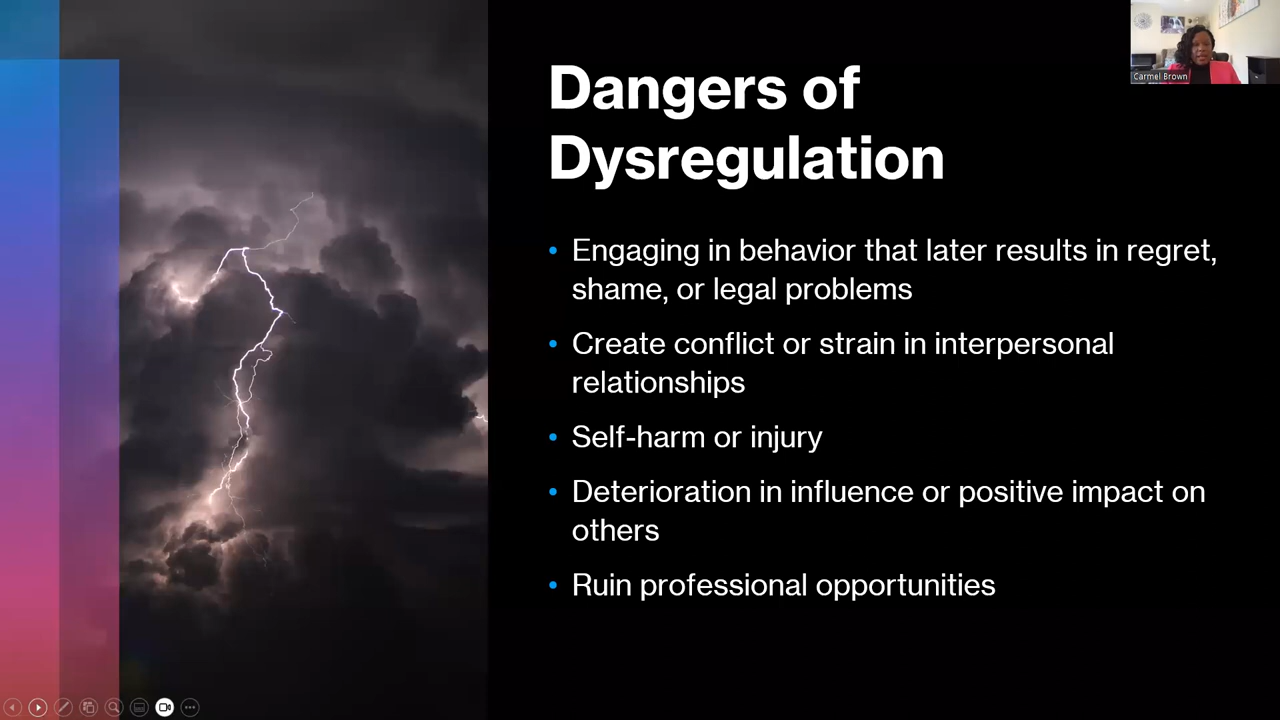 Dangers of
Dysregulation
Carmel Brown
• Engaging in behavior that later results in regret,
shame, or legal problems
• Create conflict or strain in interpersonal
relationships
• Self-harm or injury
• Deterioration in influence or positive impact on
others
• Ruin professional opportunities